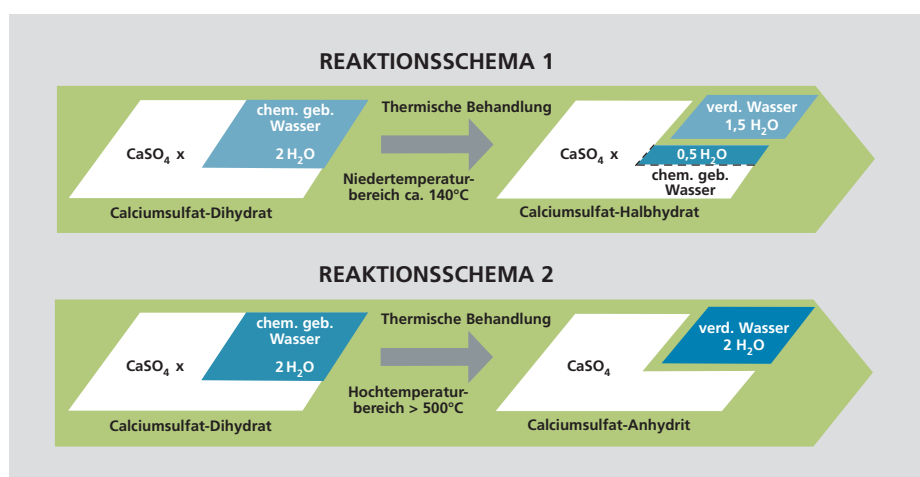 REAKTIONSSCHEMA 1
chem. geb.
Wasser
2 H₂O
CaSO₄ x
Calciumsulfat-Dihydrat
Thermische Behandlung
Niedertemperatur-
bereich ca. 140°C
verd. Wasser
1,5 H₂O
CaSO₄ x
0,5 H₂O
chem. geb.
Wasser
Calciumsulfat-Halbhydrat
REAKTIONSSCHEMA 2
chem. geb.
Wasser
2 H₂O
CaSO₄ x
Calciumsulfat-Dihydrat
Thermische Behandlung
Hochtemperatur-
bereich > 500°C
verd. Wasser
2 H₂O
CaSO₄
Calciumsulfat-Anhydrit